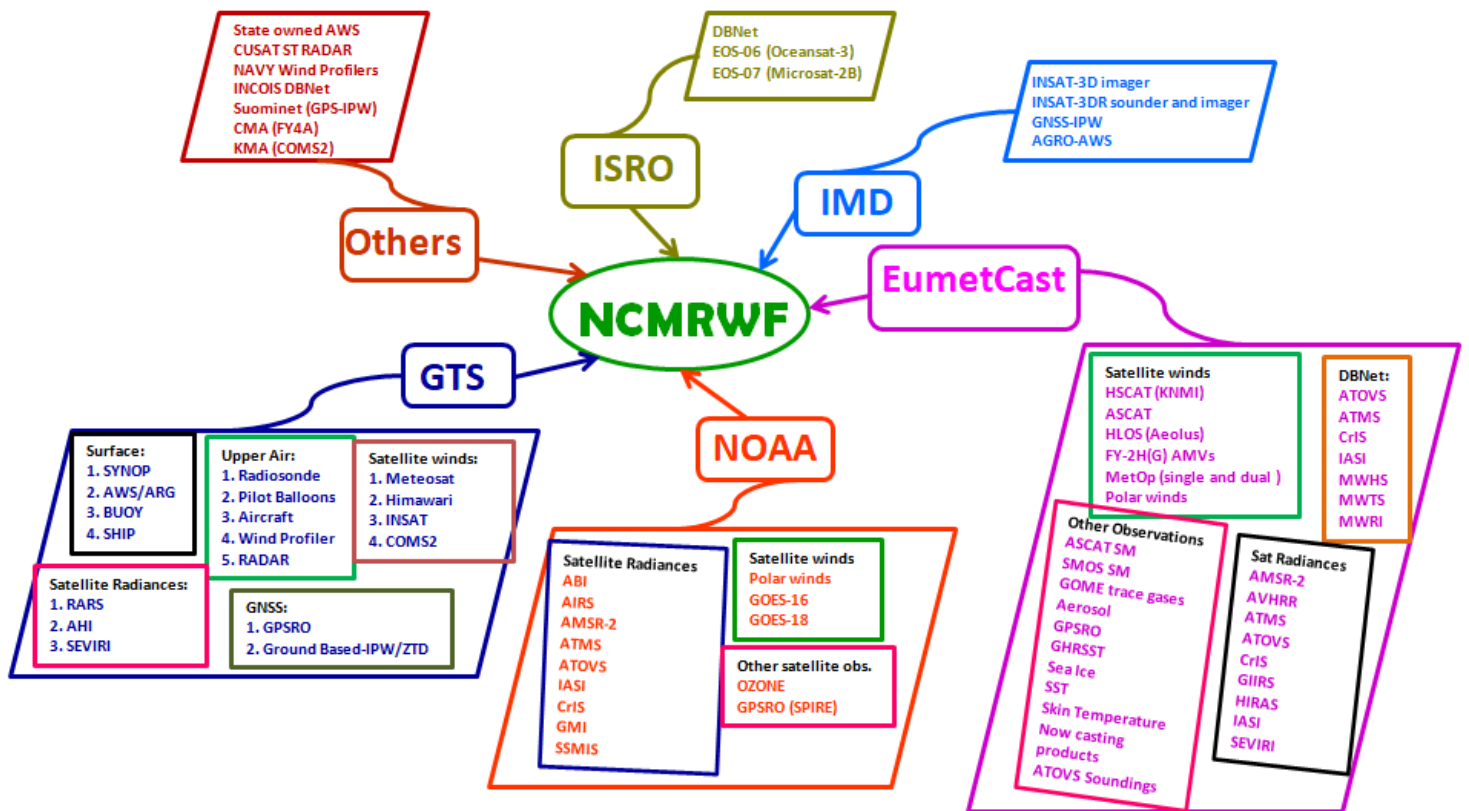 State owned AWS
CUSAT ST RADAR
NAVY Wind Profilers
INCOIS DBNet
Suominet (GPS-IPW)
CMA (FY4A)
KMA (COMS2)
DBNet
EOS-06 (Oceansat-3)
EOS-07 (Microsat-2B)
INSAT-3D imager
INSAT-3DR sounder and imager
GNSS-IPW
AGRO-AWS
Others
ISRO
IMD
EumetCast
NCMRWF
GTS
NOAA
Surface:
1. SYNOP
2. AWS/ARG
3. BUOY
4. SHIP
Upper Air:
1. Radiosonde
2. Pilot Balloons
3. Aircraft
4. Wind Profiler
5. RADAR
Satellite winds:
1. Meteosat
2. Himawari
3. INSAT
4. COMS2
Satellite Radiances:
1. RARS
2. AHI
3. SEVIRI
GNSS:
1. GPSRO
2. Ground Based-IPW/ZTD
Satellite Radiances
ABI
AIRS
AMSR-2
ATMS
ATOVS
IASI
CrIS
GMI
SSMIS
Satellite winds
Polar winds
GOES-16
GOES-18
Other satellite obs.
OZONE
GPSRO (SPIRE)
Satellite winds
HSCAT (KNMI)
ASCAT
HLOS (Aeolus)
FY-2H(G) AMVs
MetOp (single and dual )
Polar winds
DBNet:
ATOVS
ATMS
CrIS
IASI
MWHS
MWTS
MWRI
Other Observations
ASCAT SM
SMOS SM
GOME trace gases
Aerosol
GPSRO
GHRSST
Sea Ice
SST
Skin Temperature
Now casting
products
ATOVS Soundings
Sat Radiances
AMSR-2
AVHRR
ATMS
ATOVS
CrIS
GIIRS
HIRAS
IASI
SEVIRI